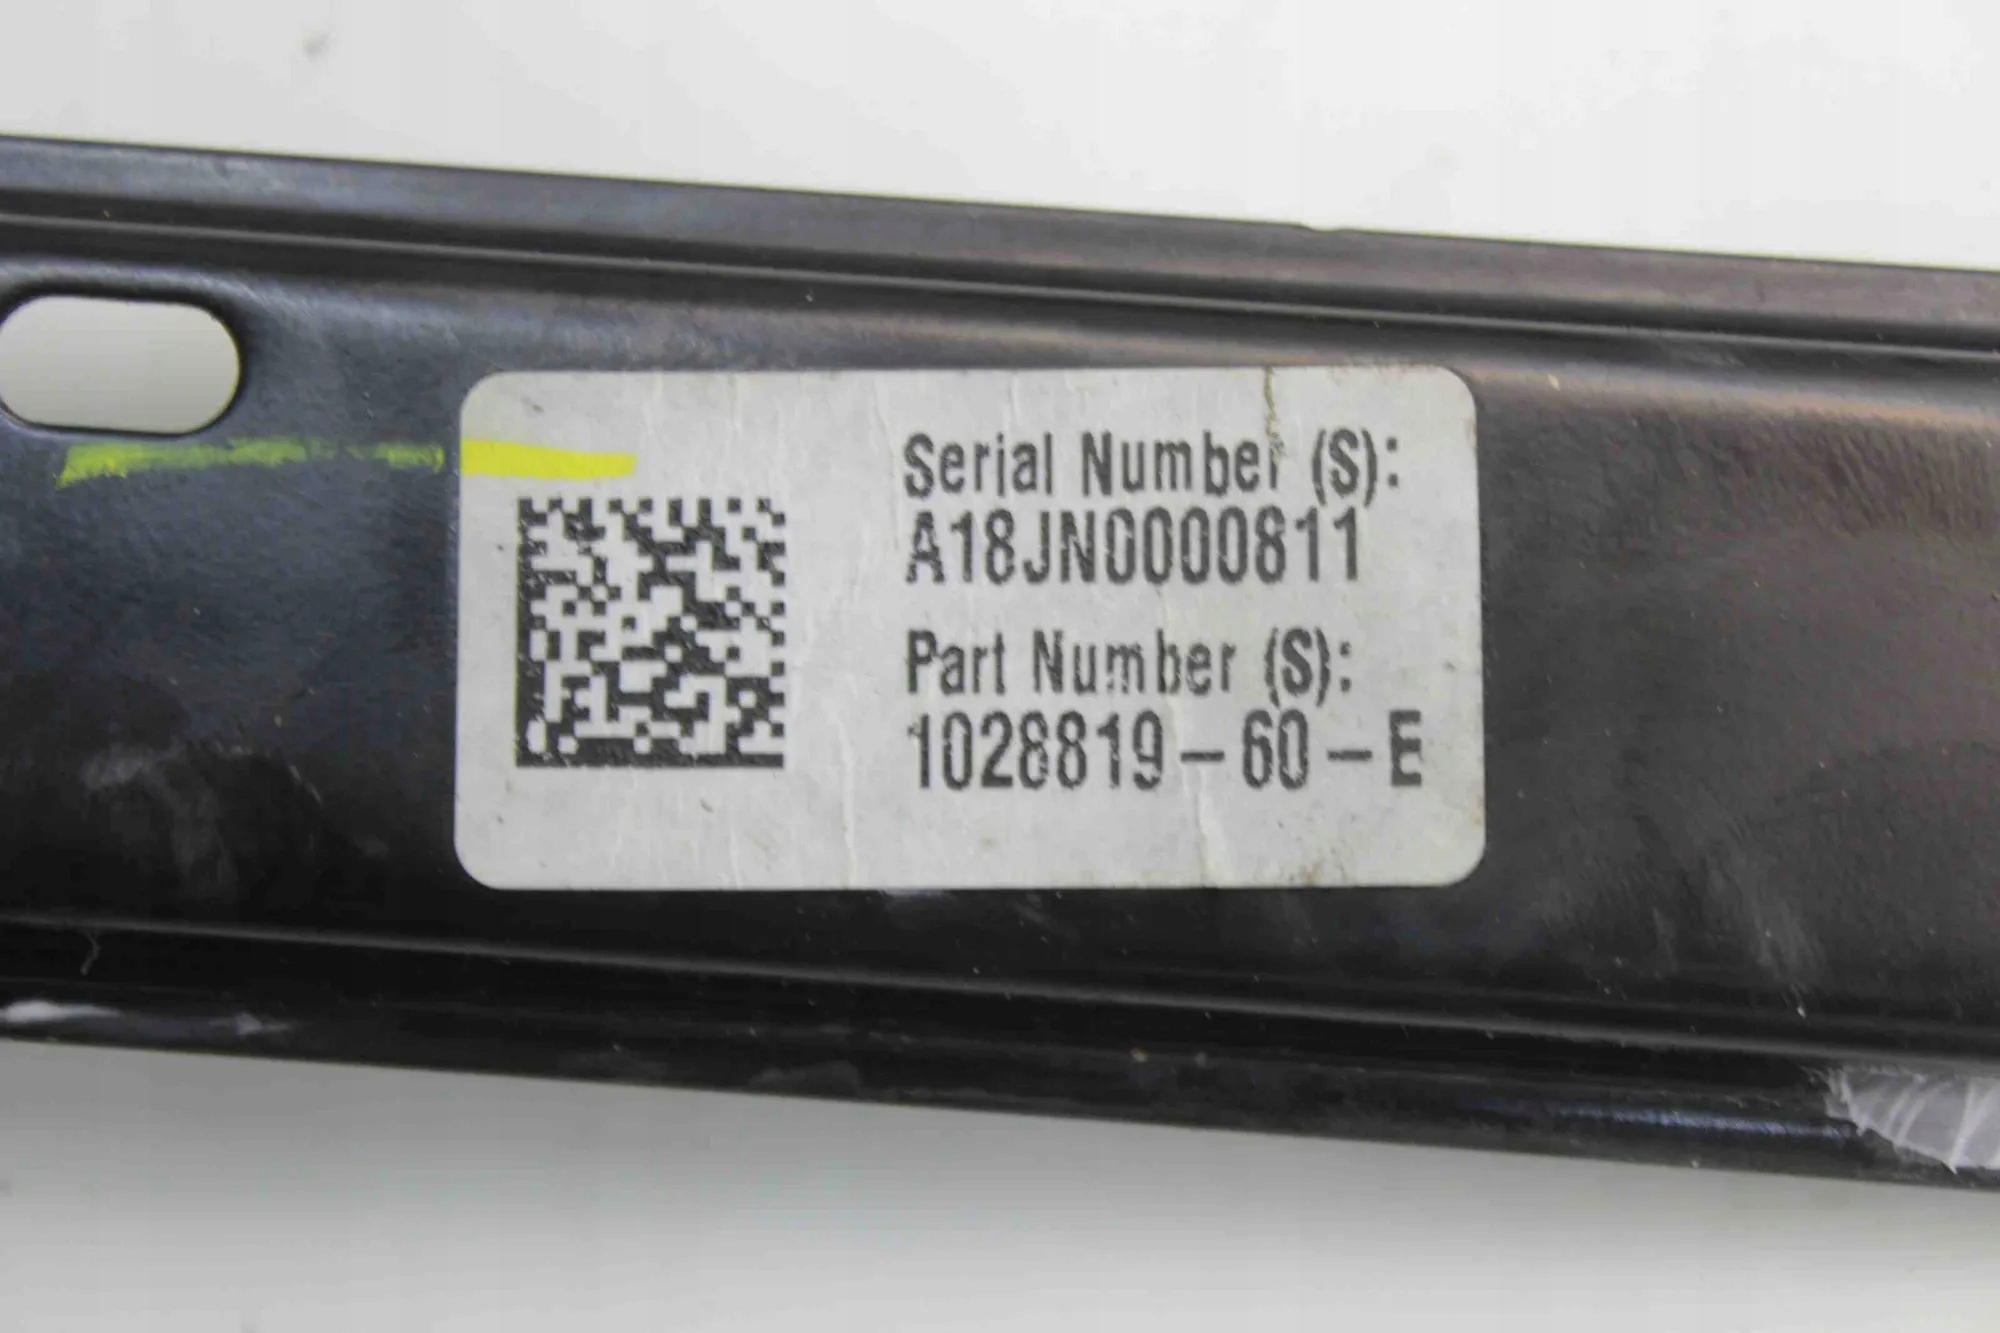 Serial Number (S):
A18JN0000811
Part Number (S):
1028819-60-E